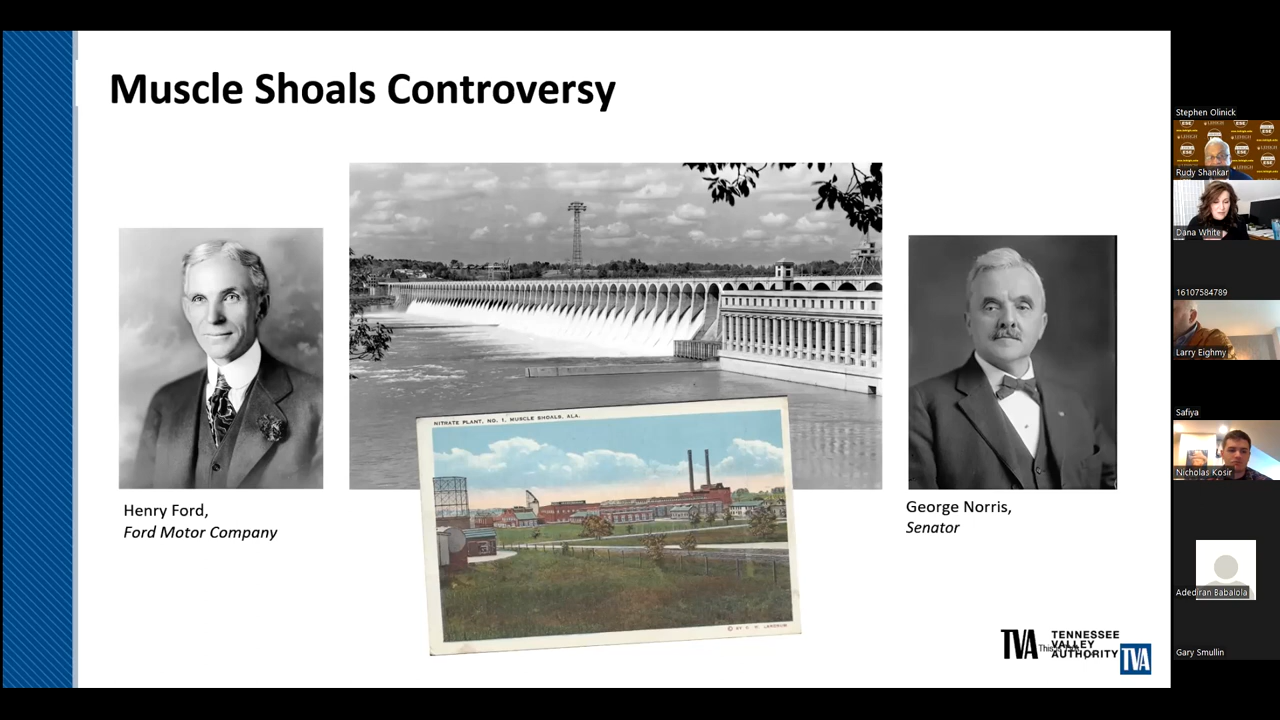 Muscle Shoals Controversy
NITRATE PLANT, NO. 1, MUSCLE SHOALS, ALA.
Henry Ford,
Ford Motor Company
George Norris,
Senator
TVA
TENNESSEE
VALLEY
AUTHORITY
TVA
Stephen Olinick
Rudy Shankar
Dana White
16107584789
Larry Eighmy
Safiya
Nicholas Kosir
Adediran Babalola
Gary Smullin